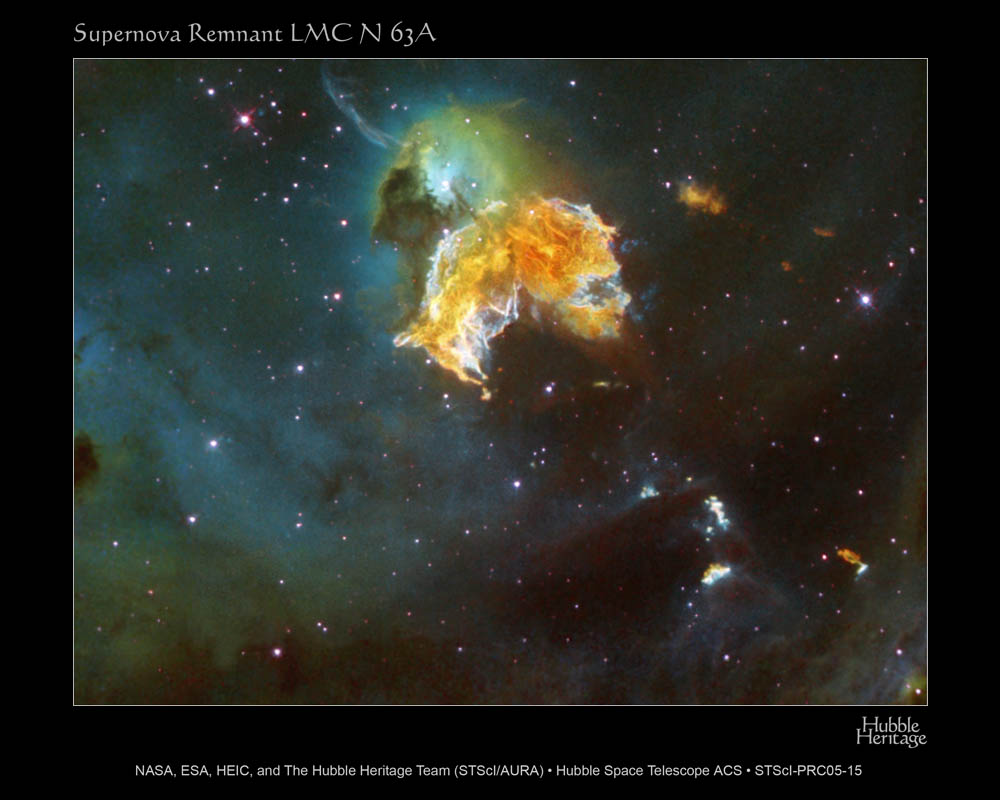 Supernova Remnant LMC N 63A
Hubble
Heritage
NASA, ESA, HEIC, and The Hubble Heritage Team (STScI/AURA) • Hubble Space Telescope ACS • STScI-PRC05-15